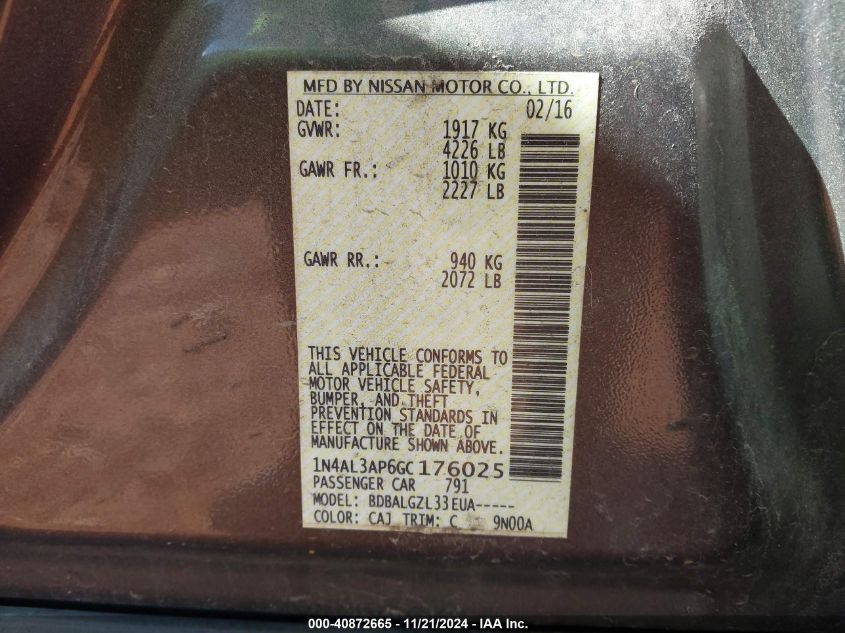 MFD BY NISSAN MOTOR CO., LTD.
DATE: 02/16
GVWR: 1917 KG
4226 LB
GAWR FR.: 1010 KG
2227 LB
GAWR RR.: 940 KG
2072 LB
THIS VEHICLE CONFORMS TO
ALL APPLICABLE FEDERAL
MOTOR VEHICLE SAFETY,
BUMPER, AND THEFT
PREVENTION STANDARDS IN
EFFECT ON THE DATE OF
MANUFACTURE SHOWN ABOVE.
1N4AL3AP6GC176025
PASSENGER CAR 791
MODEL: BDBALGZL33EUA-----
COLOR: CAJ TRIM: C 9N00A
000-40872665 - 11/21/2024 - IAA Inc.